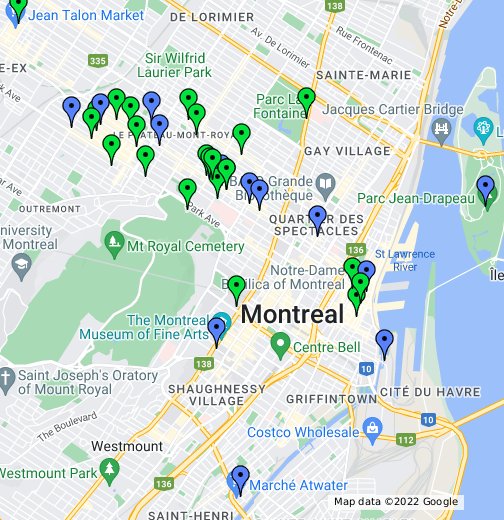 138
DE LORIMIER
Notre-D
Jean Talon Market
Av. De Lorimier
Rue Frontenac
Sir Wilfrid
Laurier Park
335
E-EX
SAINTE-MARIE
Parc La
Fontaine
Jacques Cartier Bridge
LE PLATEAU-MONT-ROYAL
GAY VILLAGE
Grande
Bibliothèque
Parc Jean-Drapeau
OUTREMONT
Park Ave
QUARTIER DES
SPECTACLES
University
Montreal
Mt Royal Cemetery
136
St Lawrence
River
Notre-Dame
Basilica of Montreal
Île
Montreal
The Montreal
Museum of Fine Arts
Centre Bell
138
10
Saint Joseph's Oratory
of Mount Royal
SHAUGHNESSY
VILLAGE
CITÉ DU HAVRE
GRIFFINTOWN
The Boulevard
10
Costco Wholesale
112
Westmount
Westmount Park
136
Marché Atwater
Map data ©2022 Google
SAINT-HENRI